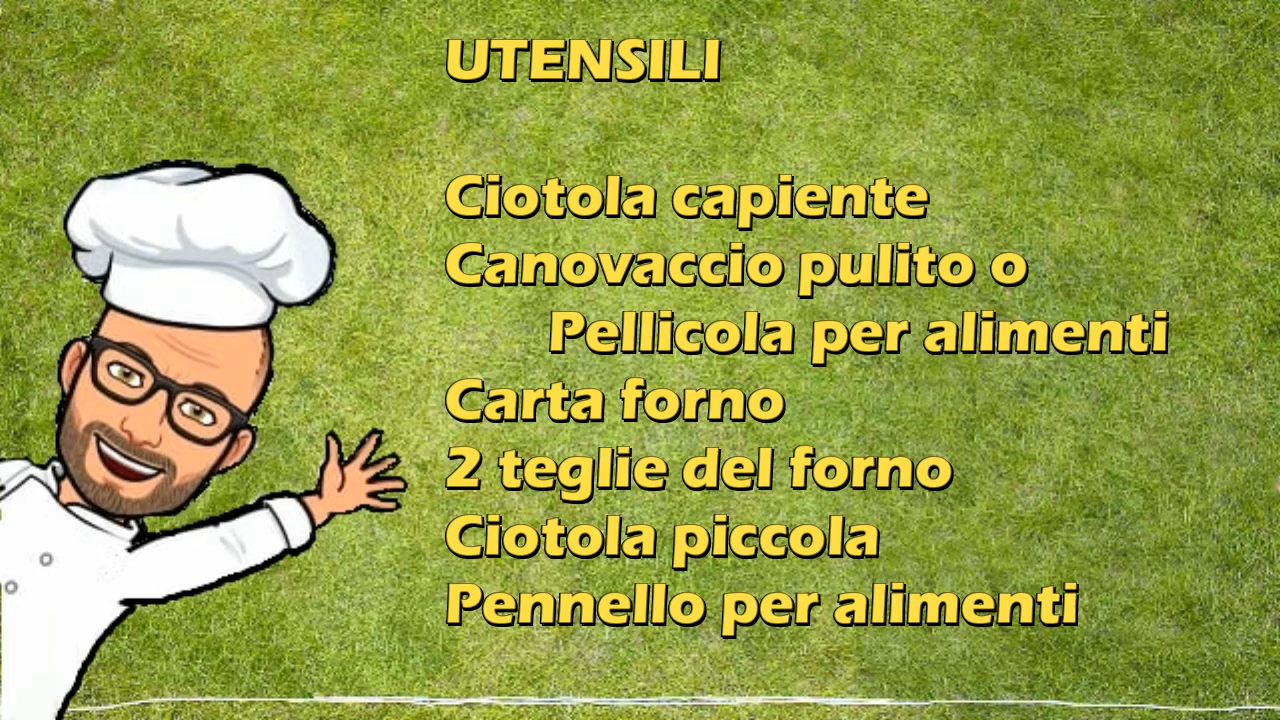 UTENSILI
Ciotola capiente
Canovaccio pulito o
Pellicola per alimenti
Carta forno
2 teglie del forno
Ciotola piccola
Pennello per alimenti